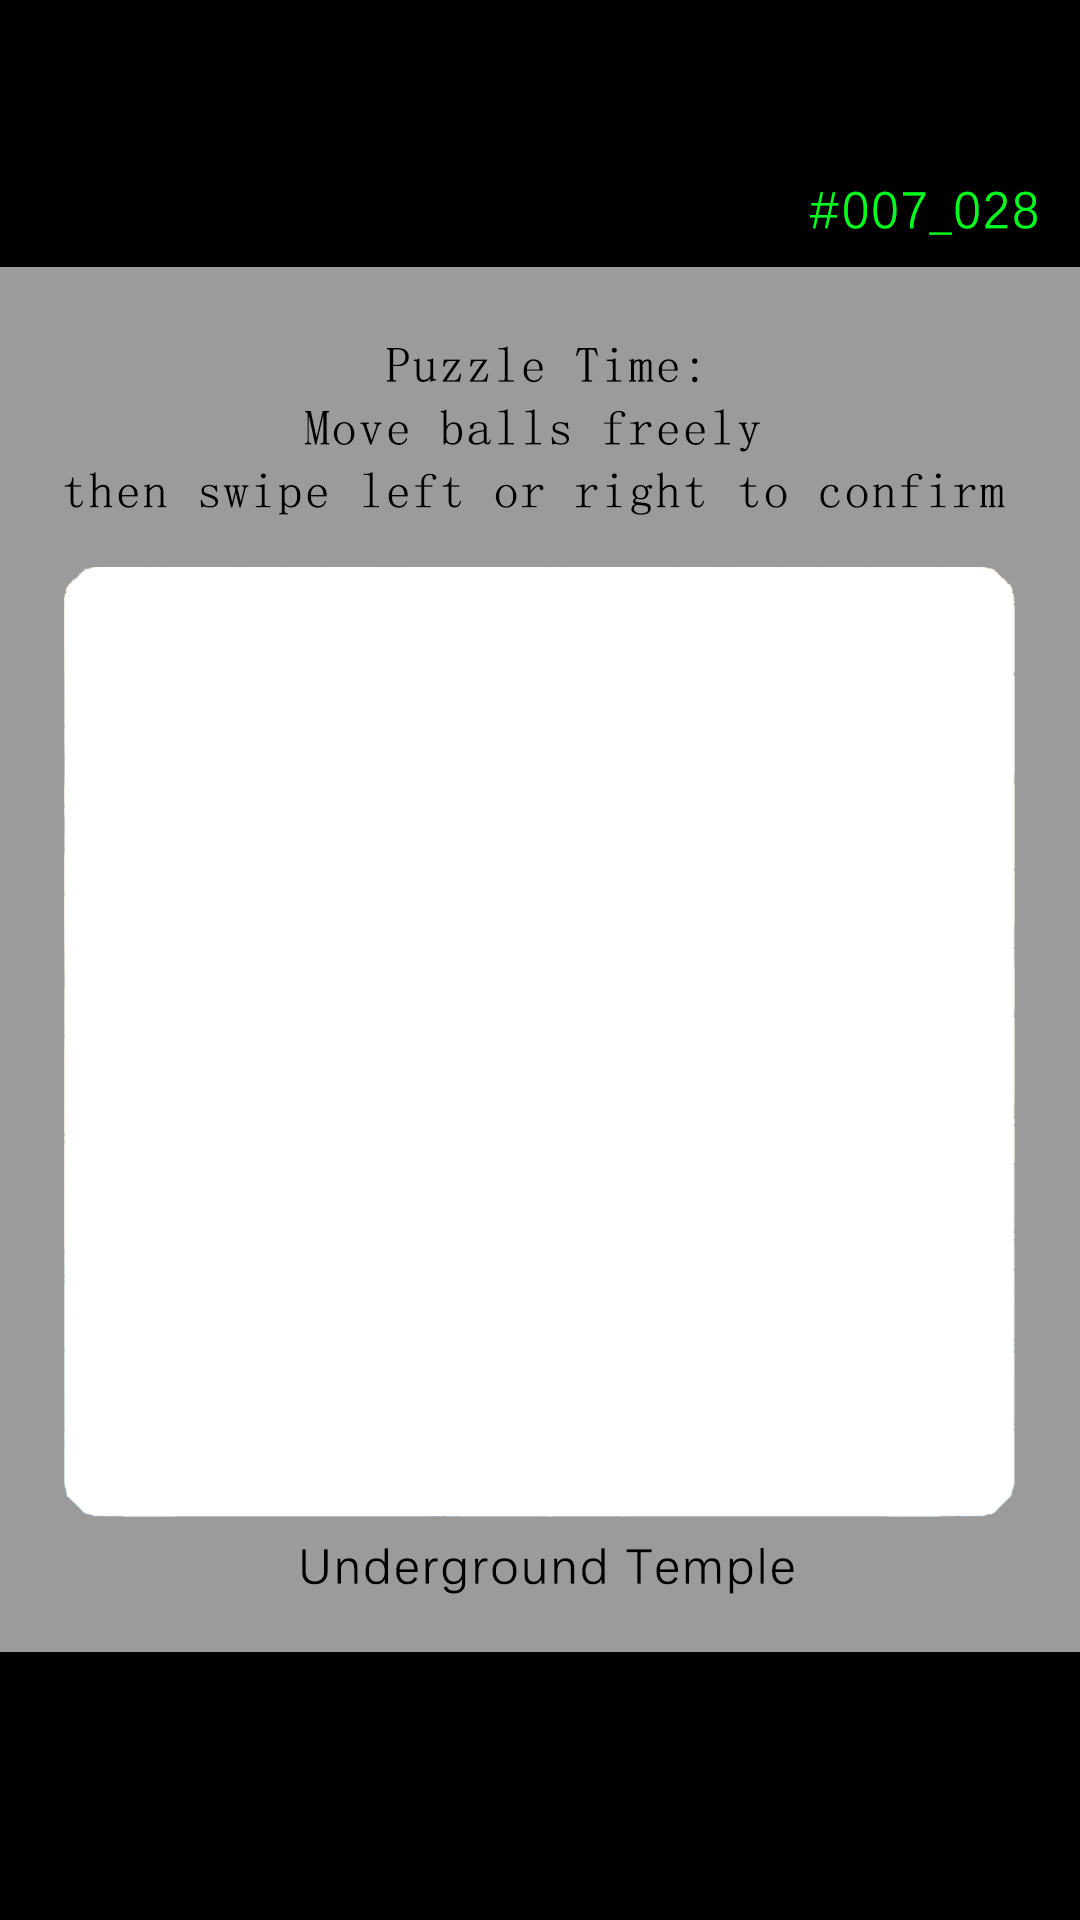 #007_028
Puzzle Time:
Move balls freely
then swipe left or right to confirm
Underground Temple